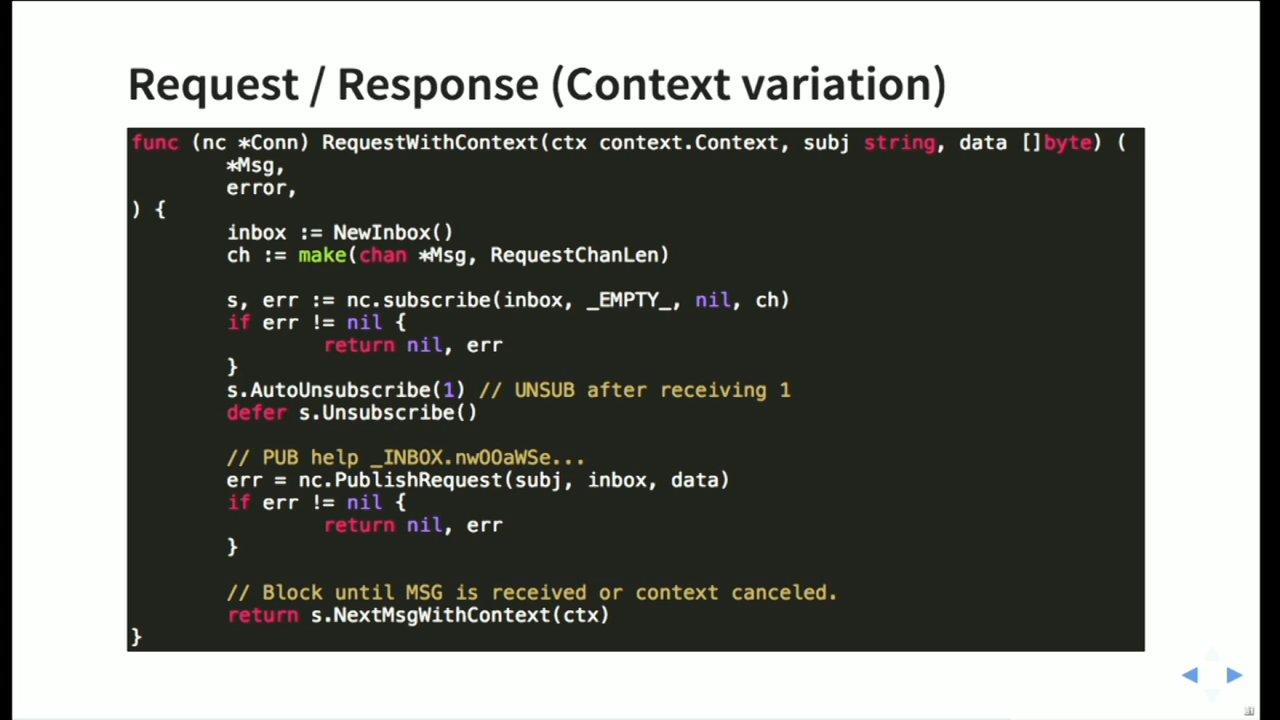 Request / Response (Context variation)
func (nc *Conn) RequestWithContext(ctx context.Context, subj string, data []byte) (
        *Msg,
        error,
) {
        inbox := NewInbox()
        ch := make(chan *Msg, RequestChanLen)

        s, err := nc.subscribe(inbox, _EMPTY_, nil, ch)
        if err != nil {
                return nil, err
        }
        s.AutoUnsubscribe(1) // UNSUB after receiving 1
        defer s.Unsubscribe()

        // PUB help _INBOX.nwOOaWSe...
        err = nc.PublishRequest(subj, inbox, data)
        if err != nil {
                return nil, err
        }

        // Block until MSG is received or context canceled.
        return s.NextMsgWithContext(ctx)
}